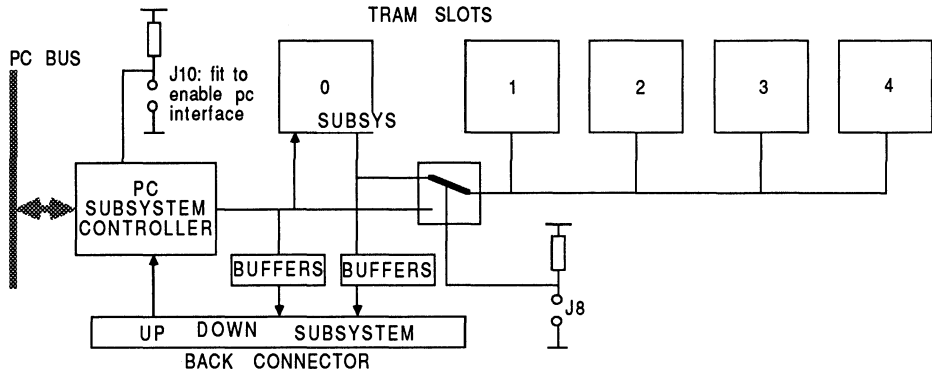 TRAM SLOTS
PC BUS
J10: fit to
enable pc
interface
0
SUBSYS
1
2
3
4
PC
SUBSYSTEM
CONTROLLER
BUFFERS
BUFFERS
J8
UP DOWN SUBSYSTEM
BACK CONNECTOR